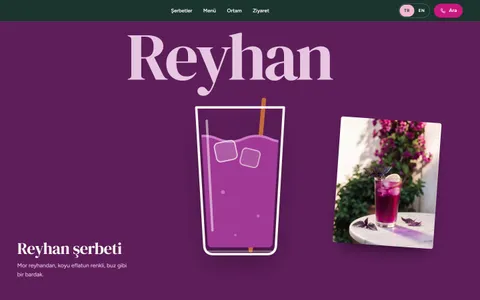 Şerbetler Menü Ortam Ziyaret TR EN Ara
Reyhan
Reyhan şerbeti
Mor reyhandan, koyu eflatun renkli, buz gibi
bir bardak.